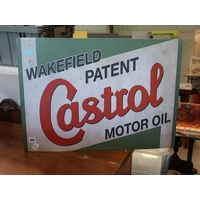 WAKEFIELD
PATENT
Castrol
MOTOR OIL